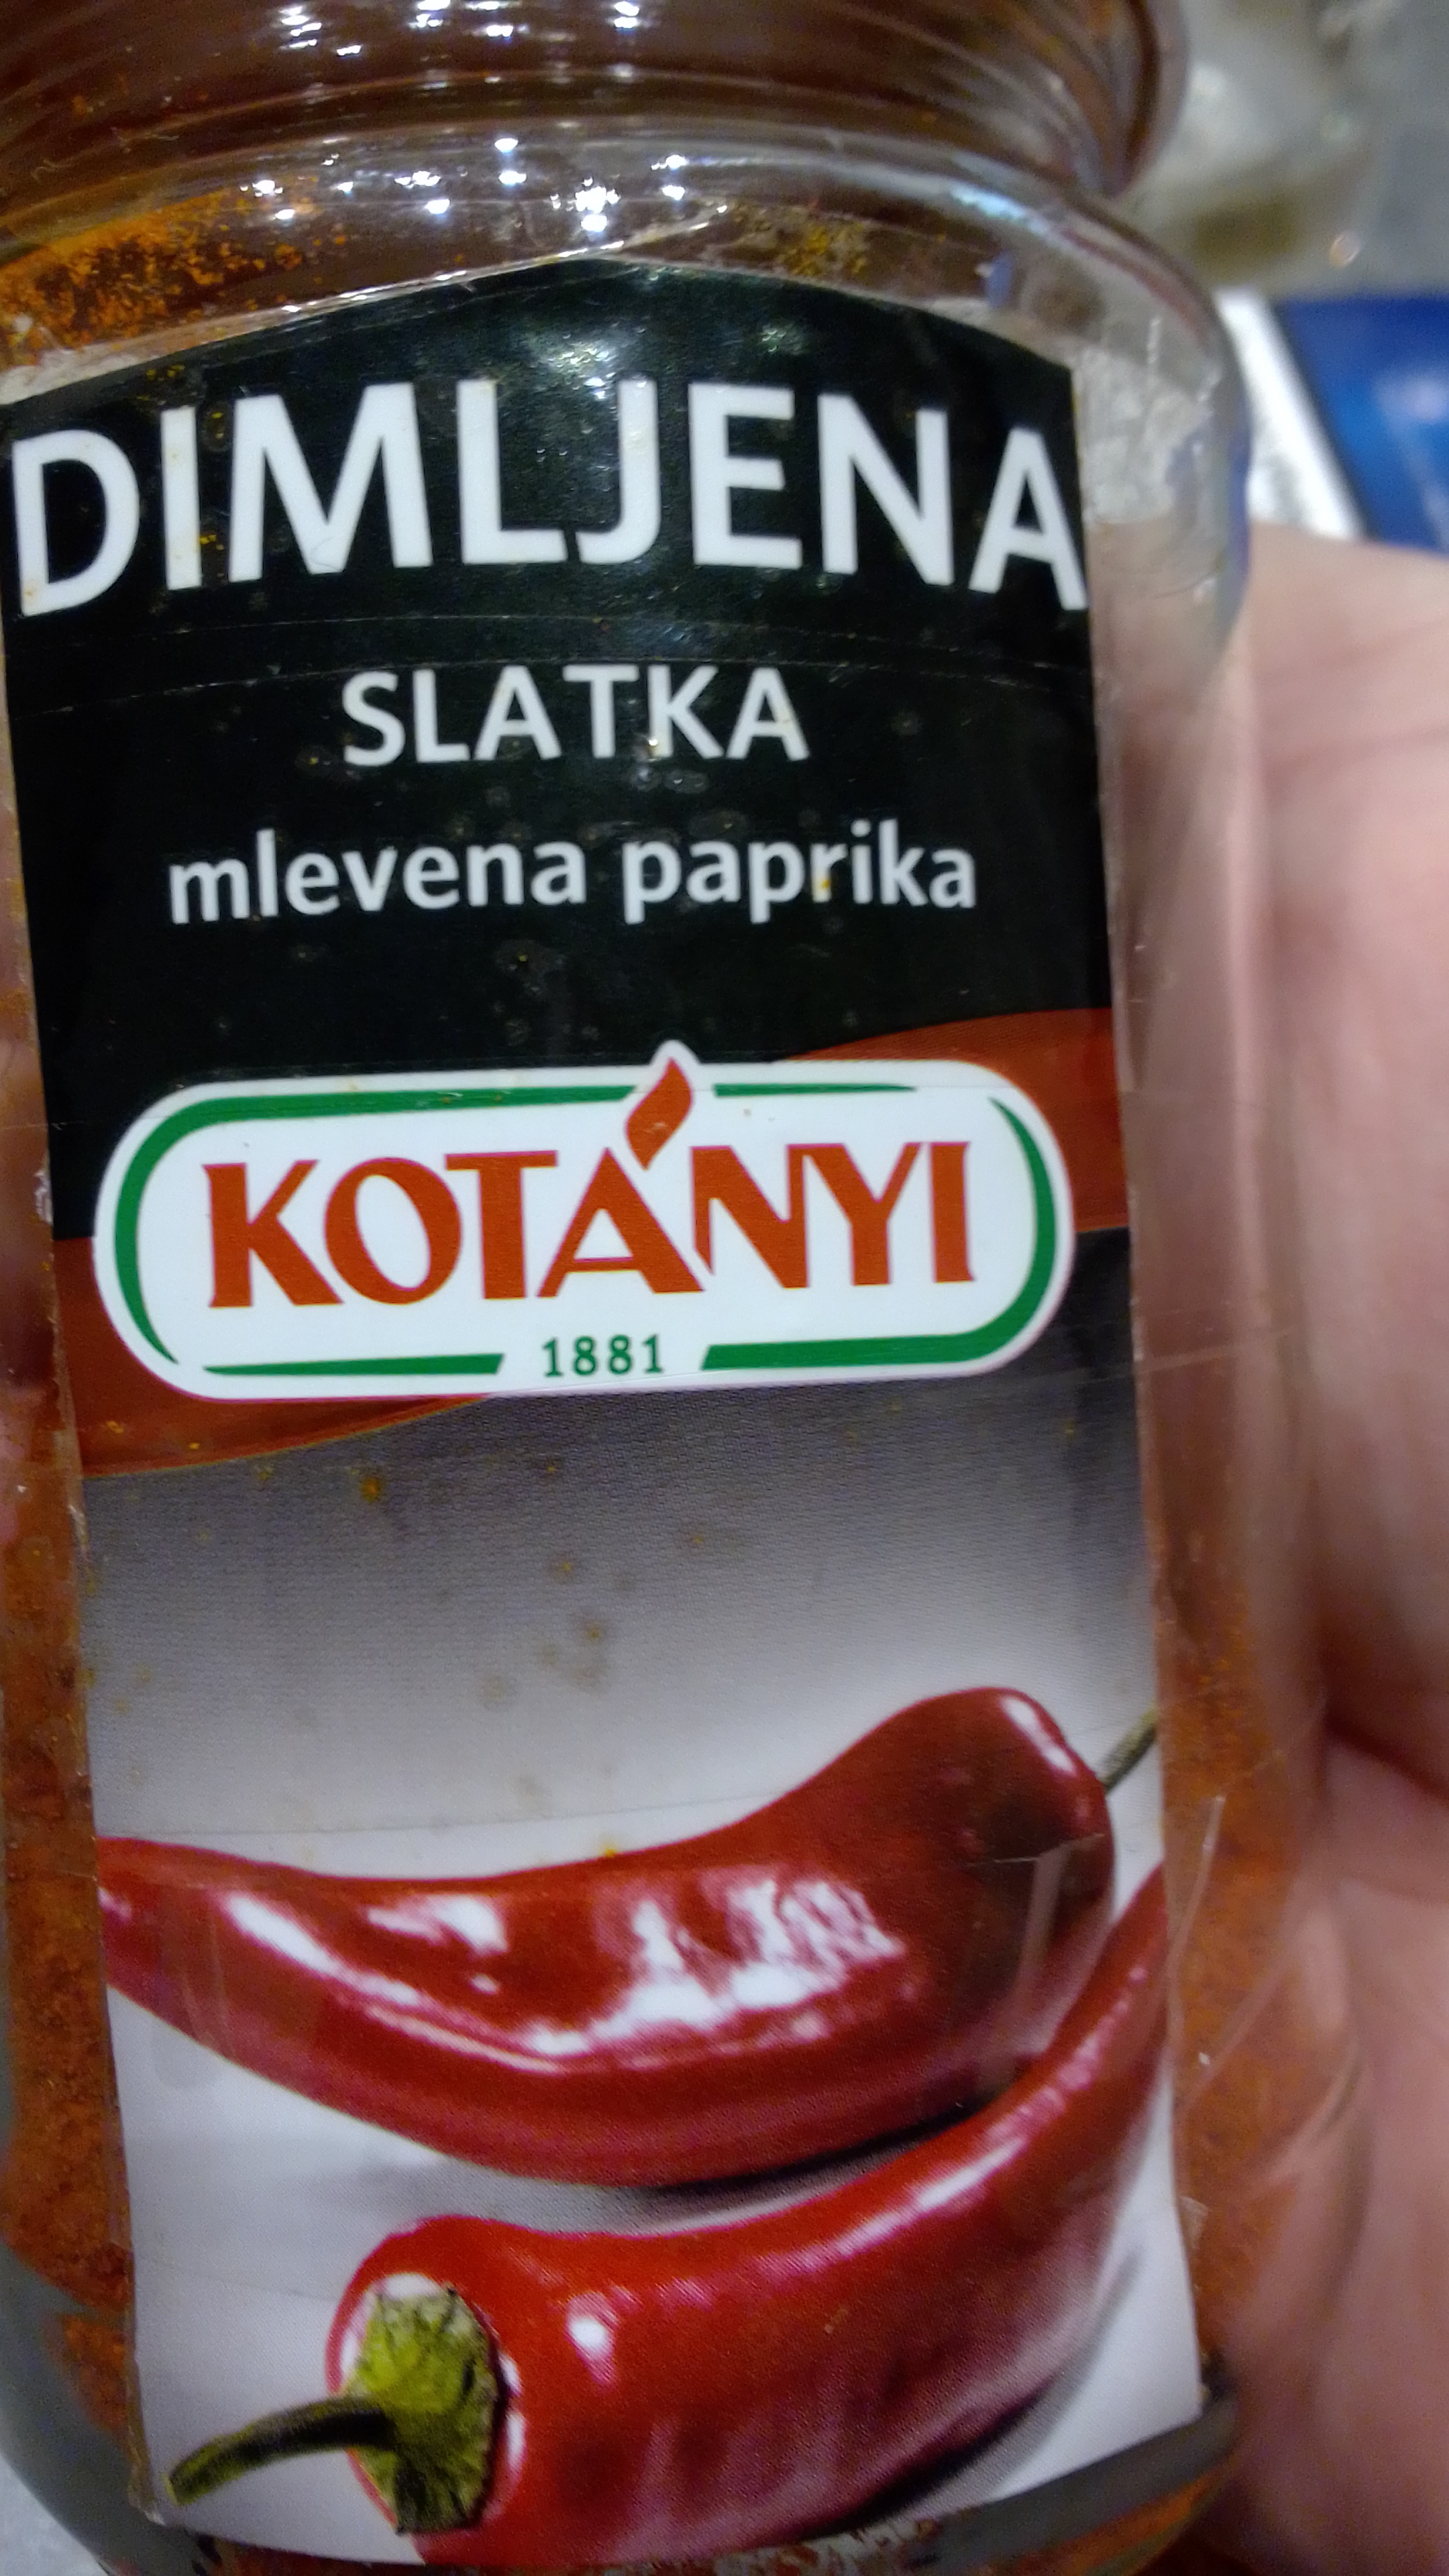 DIMLJENA
SLATKA
mlevena paprika
KOTÁNYI
1881